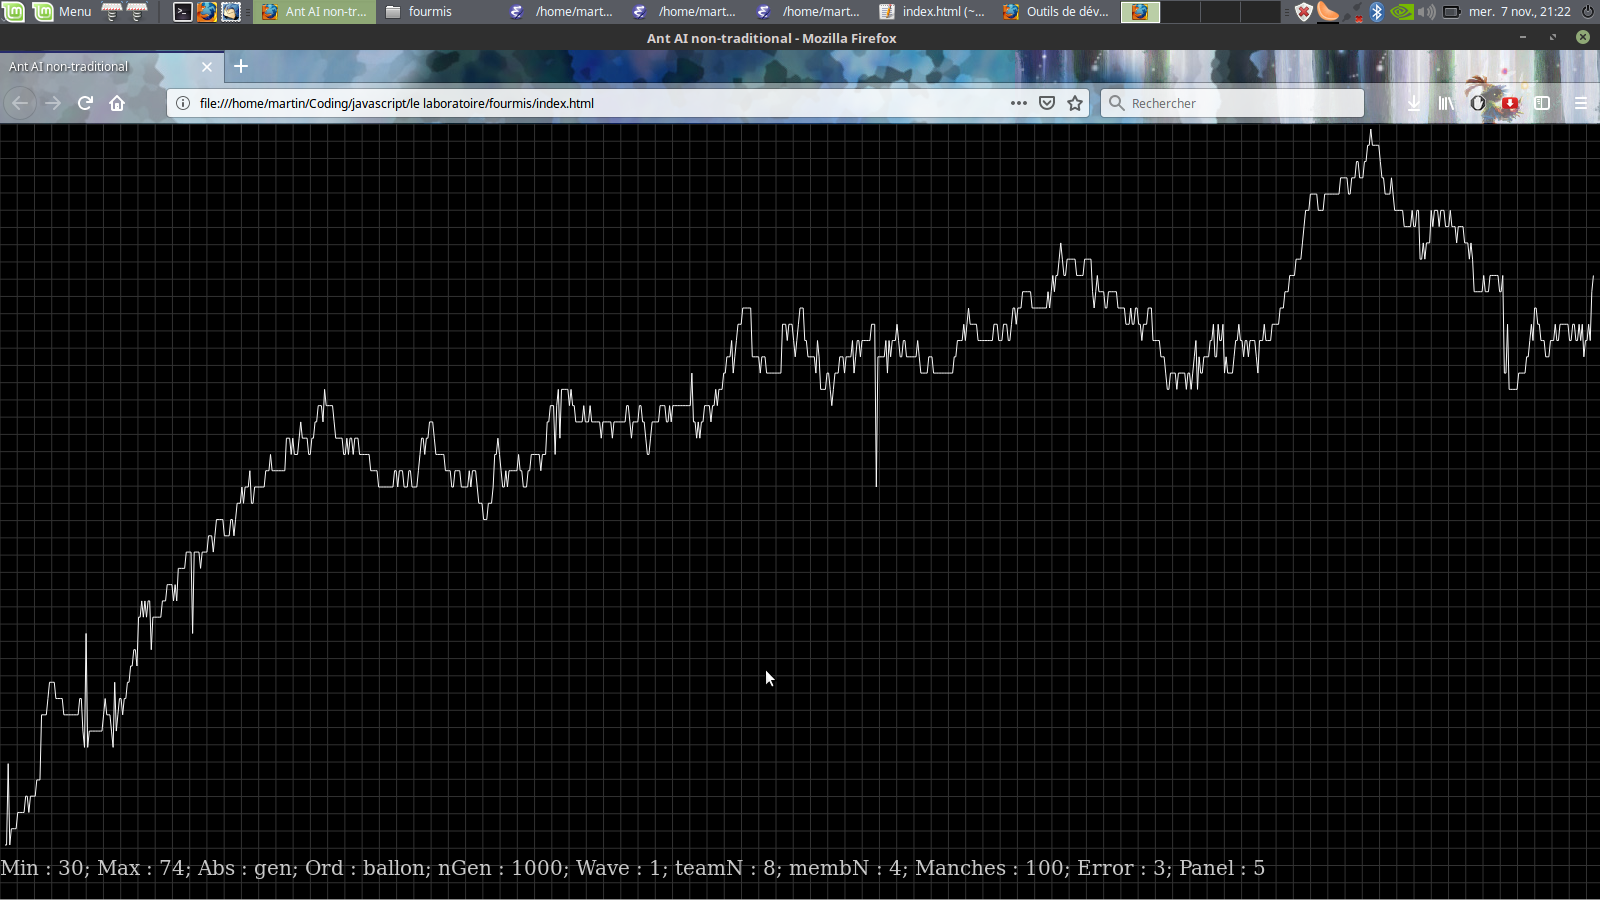 Menu
Ant AI non-tr...
fourmis
/home/mart...
/home/mart...
/home/mart...
index.html (~...
Outils de dév...
mer. 7 nov., 21:22
Ant AI non-traditional - Mozilla Firefox
Ant AI non-traditional
file:///home/martin/Coding/javascript/le laboratoire/fourmis/index.html
Rechercher
Min : 30; Max : 74; Abs : gen; Ord : ballon; nGen : 1000; Wave : 1; teamN : 8; membN : 4; Manches : 100; Error : 3; Panel : 5